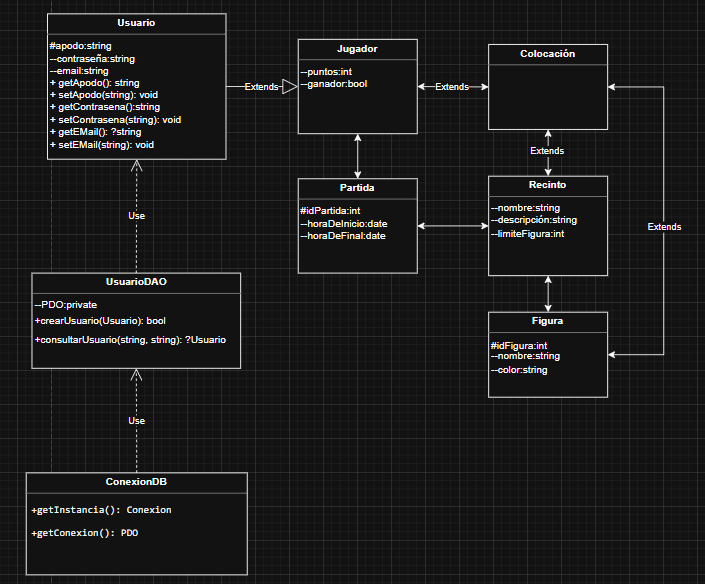 Usuario
#apodo:string
--contraseña:string
--email:string
+ getApodo(): string
+ setApodo(string): void
+ getContrasena():string
+ setContrasena(string): void
+ getEMail(): ?string
+ setEMail(string): void
Extends
Jugador
--puntos:int
--ganador:bool
Extends
Colocación
Extends
Extends
Partida
#idPartida:int
--horaDeInicio:date
--horaDeFinal:date
Recinto
--nombre:string
--descripción:string
--limiteFigura:int
Use
UsuarioDAO
--PDO:private
+crearUsuario(Usuario): bool
+consultarUsuario(string, string): ?Usuario
Figura
#idFigura:int
--nombre:string
--color:string
Use
ConexionDB
+getInstancia(): Conexion
+getConexion(): PDO